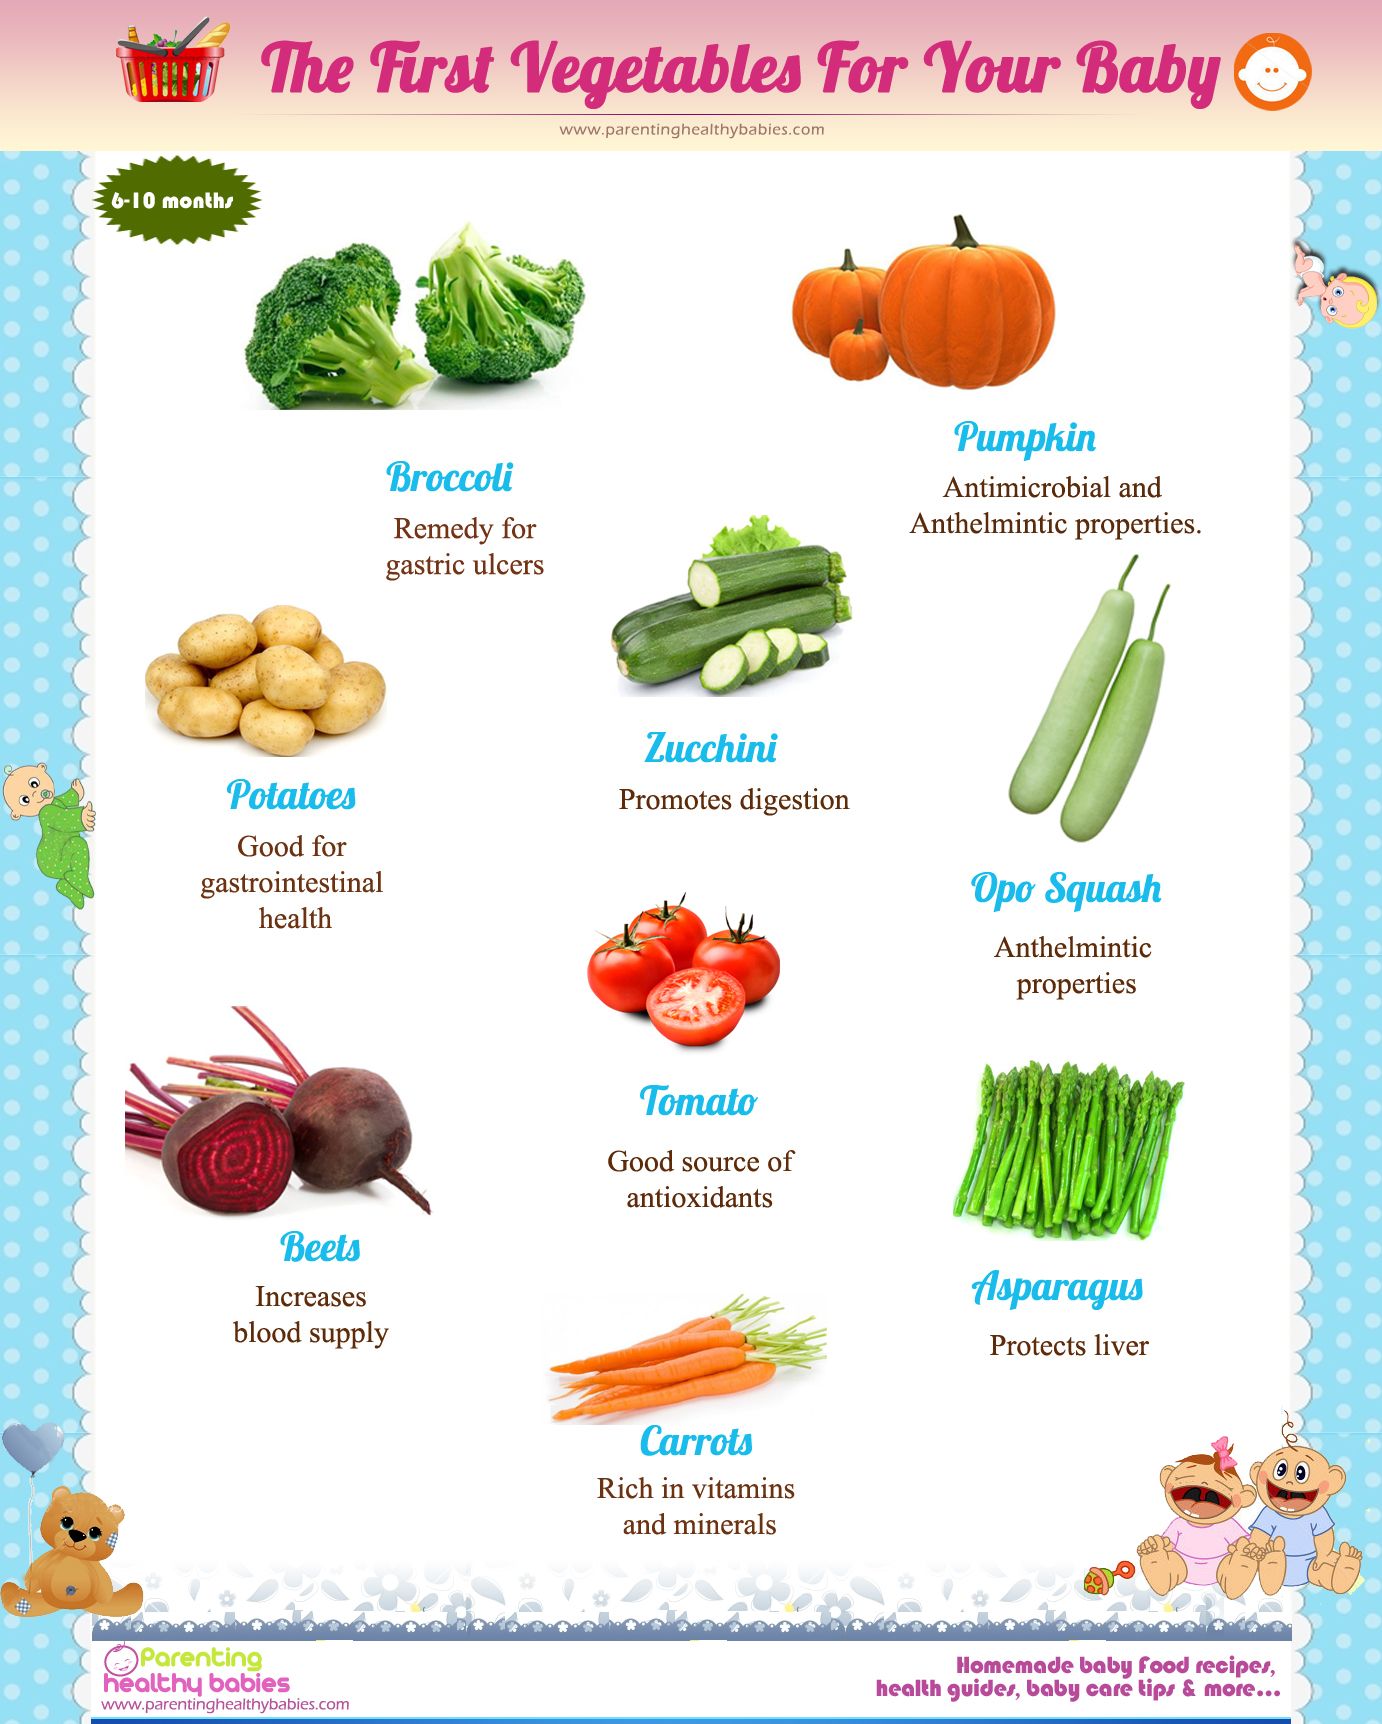 The First Vegetables For Your Baby
www.parentinghealthybabies.com
6-10 months
Broccoli
Remedy for
gastric ulcers
Pumpkin
Antimicrobial and
Anthelmintic properties.
Potatoes
Good for
gastrointestinal
health
Zucchini
Promotes digestion
Opo Squash
Anthelmintic
properties
Beets
Increases
blood supply
Tomato
Good source of
antioxidants
Asparagus
Protects liver
Carrots
Rich in vitamins
and minerals
Parenting
healthy babies
www.parentinghealthybabies.com
Homemade baby Food recipes,
health guides, baby care tips & more...